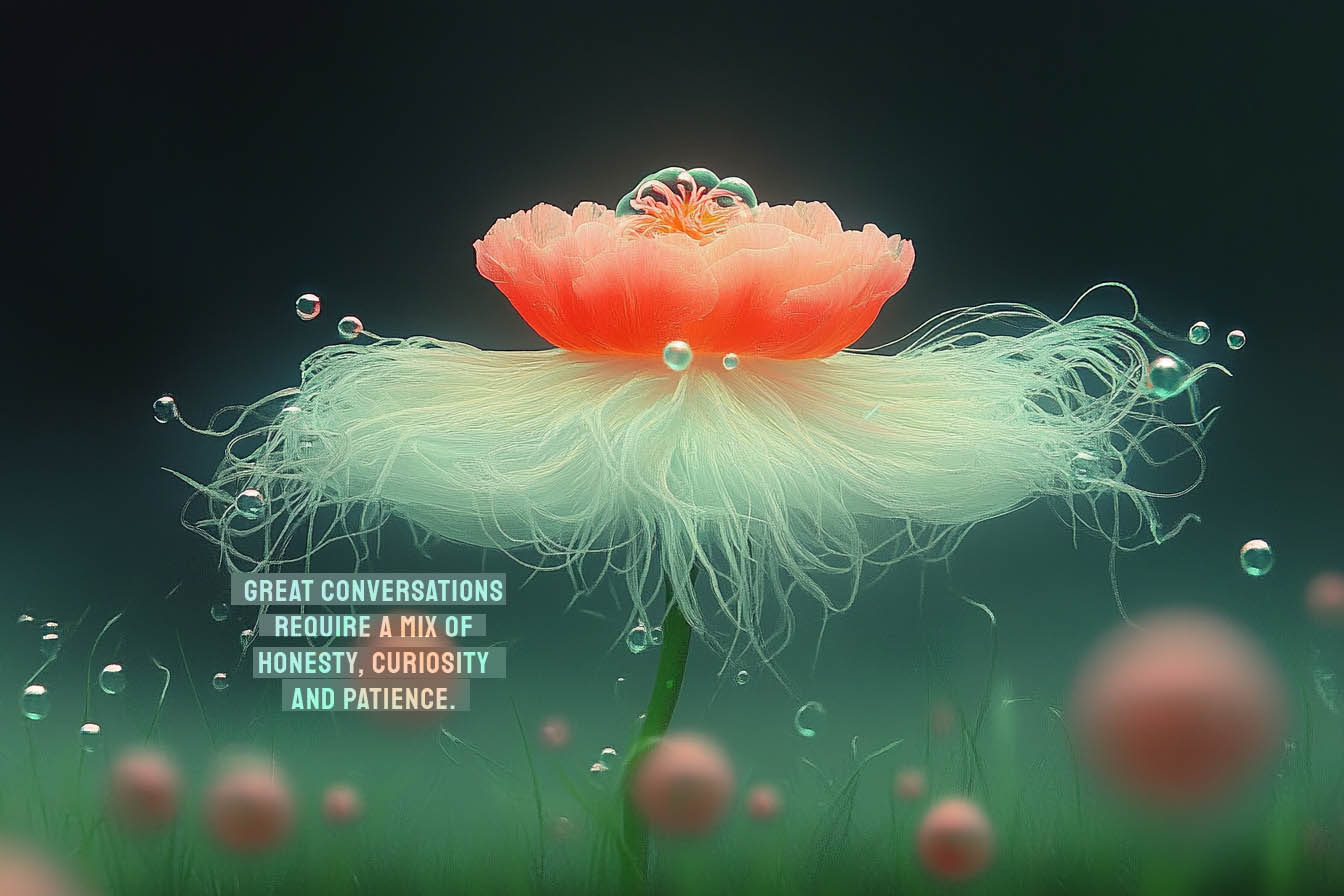 GREAT CONVERSATIONS
REQUIRE A MIX OF
HONESTY, CURIOSITY
AND PATIENCE.